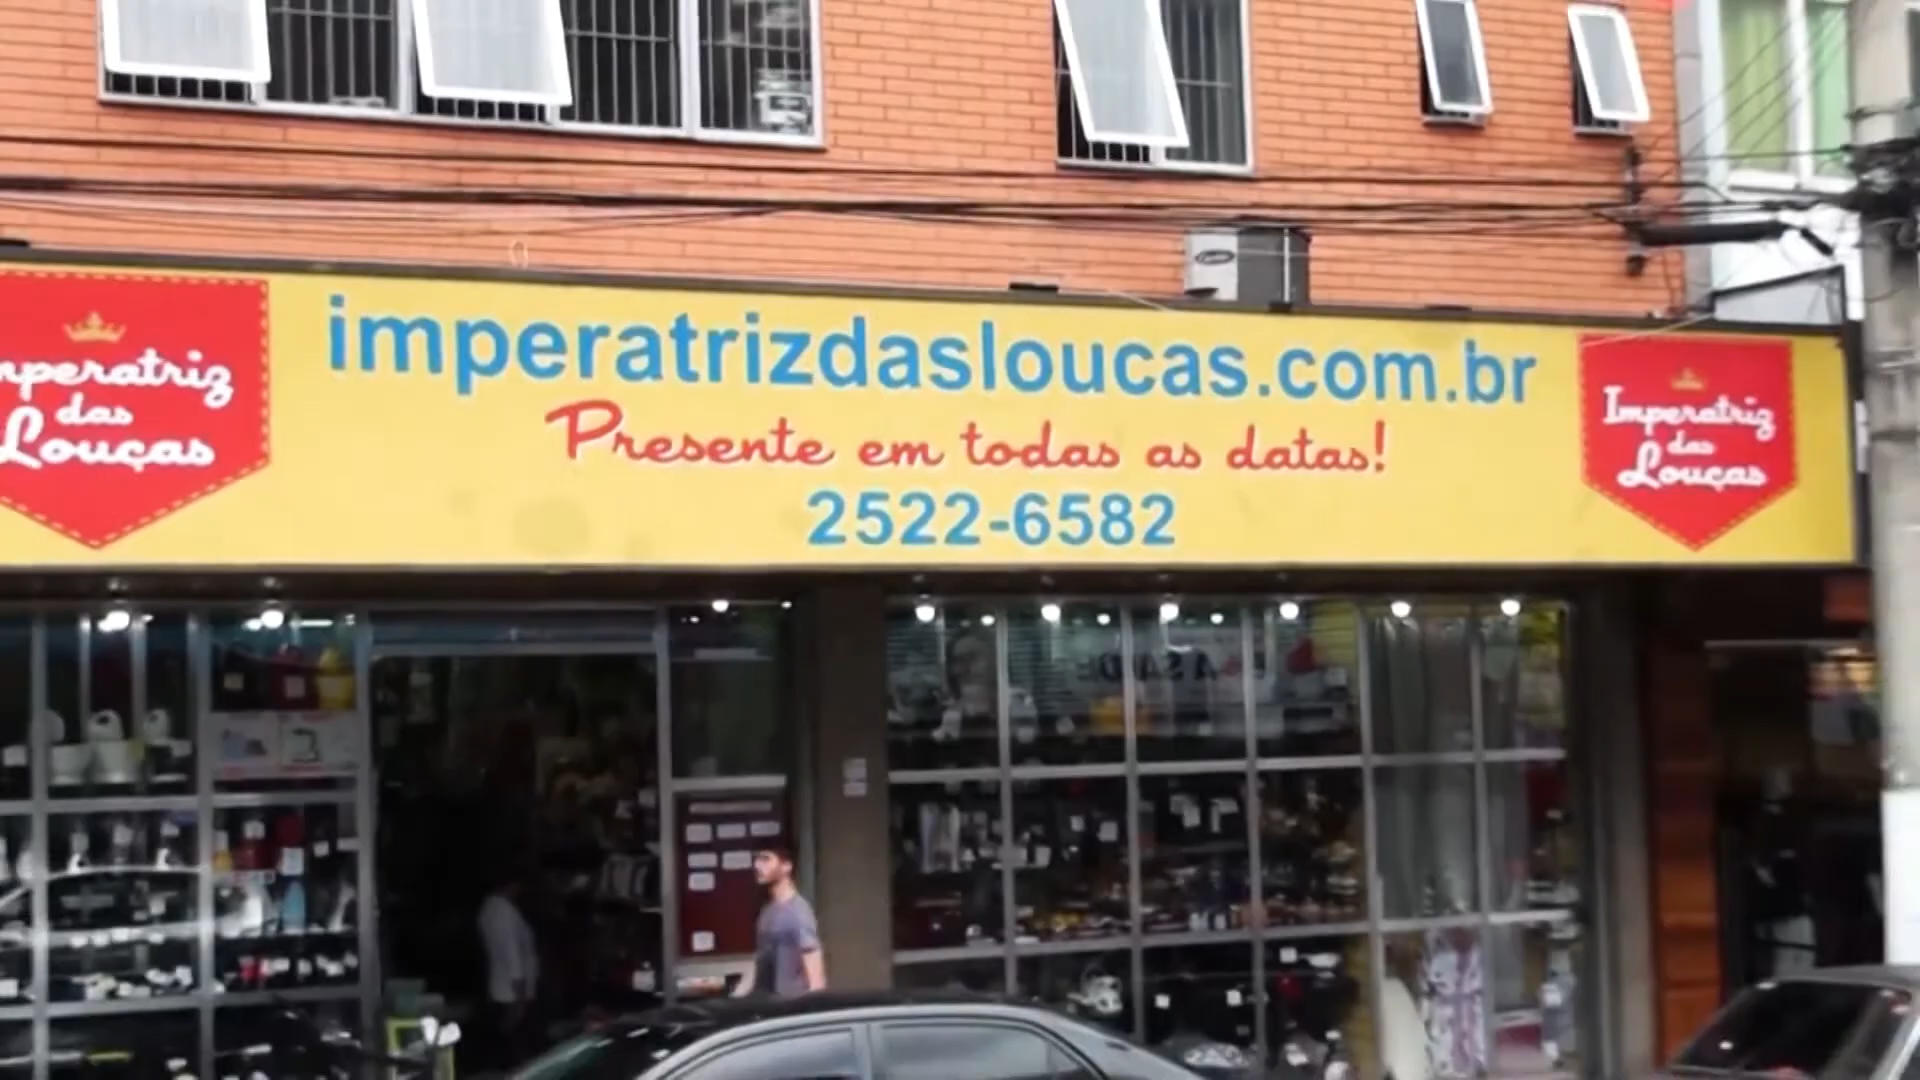 imperatrizdasloucas.com.br
Presente em todas as datas!
2522-6582
Imperatriz
das
Louças
Imperatriz
das
Louças